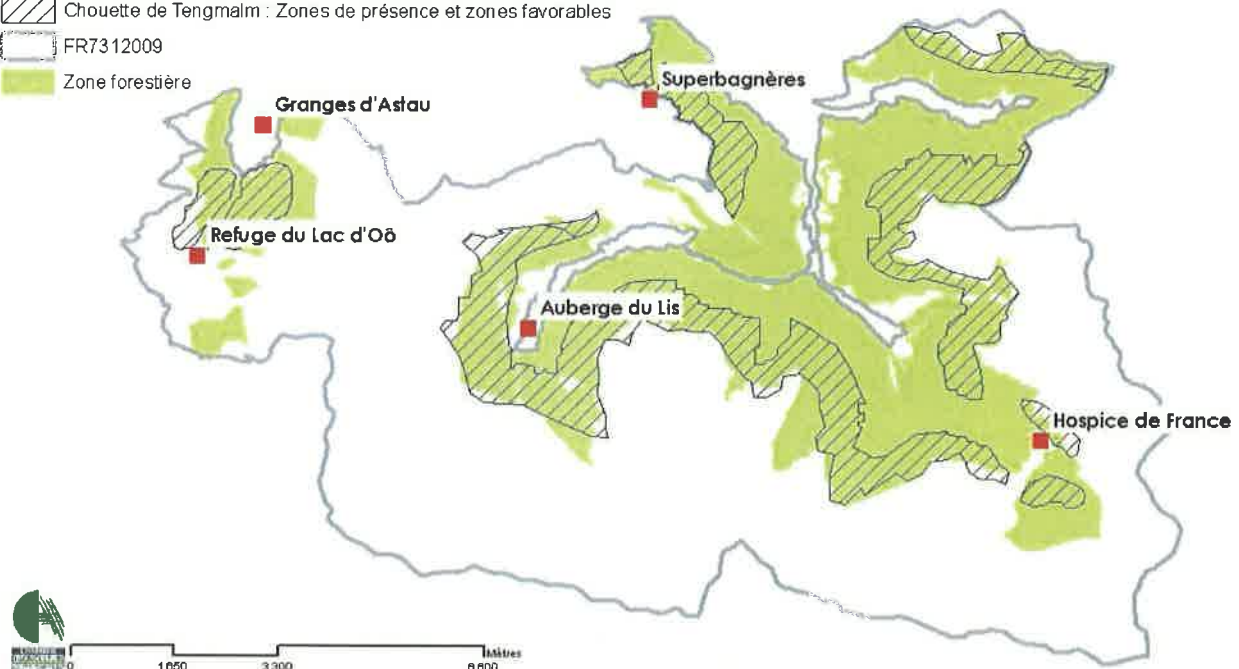 Chouette de Tengmalm : Zones de présence et zones favorables
FR7312009
Zone forestière
Granges d'Astau
Superbagnères
Refuge du Lac d'Oô
Auberge du Lis
Hospice de France
Mètres
0 1 650 3 300 6 600